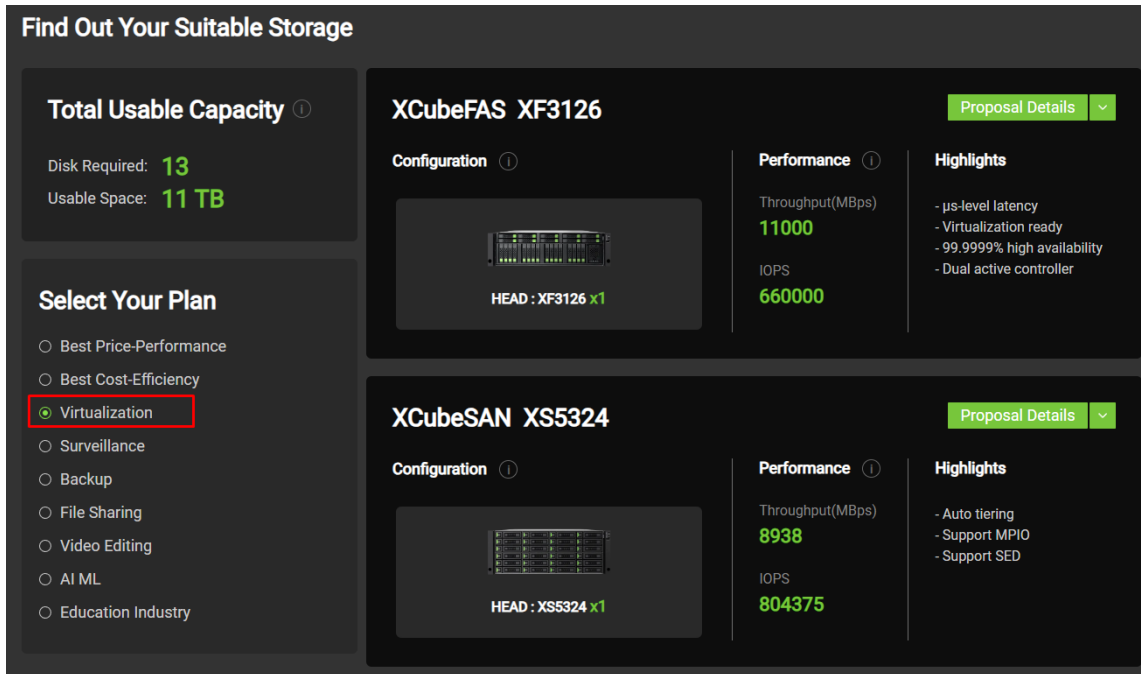 Find Out Your Suitable Storage
Total Usable Capacity
Disk Required: 13
Usable Space: 11 TB
Select Your Plan
Best Price-Performance
Best Cost-Efficiency
Virtualization
Surveillance
Backup
File Sharing
Video Editing
AI ML
Education Industry
XCubeFAS XF3126
Proposal Details
Configuration
HEAD : XF3126 x1
Performance
Throughput(MBps)
11000
IOPS
660000
Highlights
- µs-level latency
- Virtualization ready
- 99.9999% high availability
- Dual active controller
XCubeSAN XS5324
Proposal Details
Configuration
HEAD : XS5324 x1
Performance
Throughput(MBps)
8938
IOPS
804375
Highlights
- Auto tiering
- Support MPIO
- Support SED